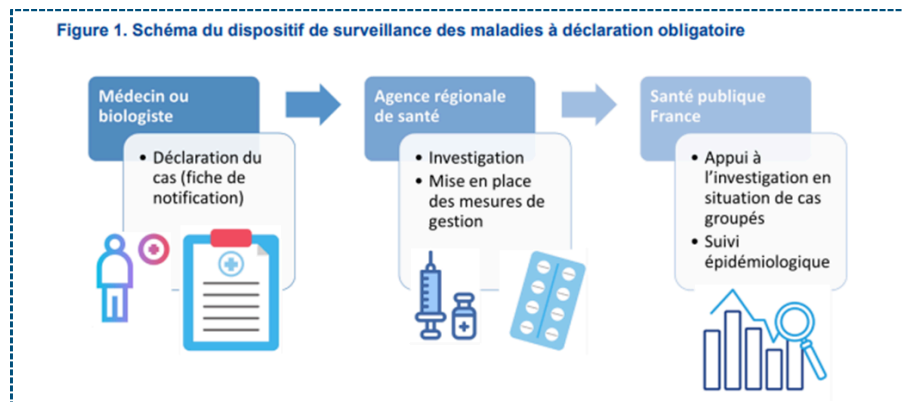 Figure 1. Schéma du dispositif de surveillance des maladies à déclaration obligatoire
Médecin ou
biologiste
• Déclaration du
cas (fiche de
notification)
Agence régionale
de santé
• Investigation
• Mise en place
des mesures de
gestion
Santé publique
France
• Appui à
l’investigation en
situation de cas
groupés
• Suivi
épidémiologique